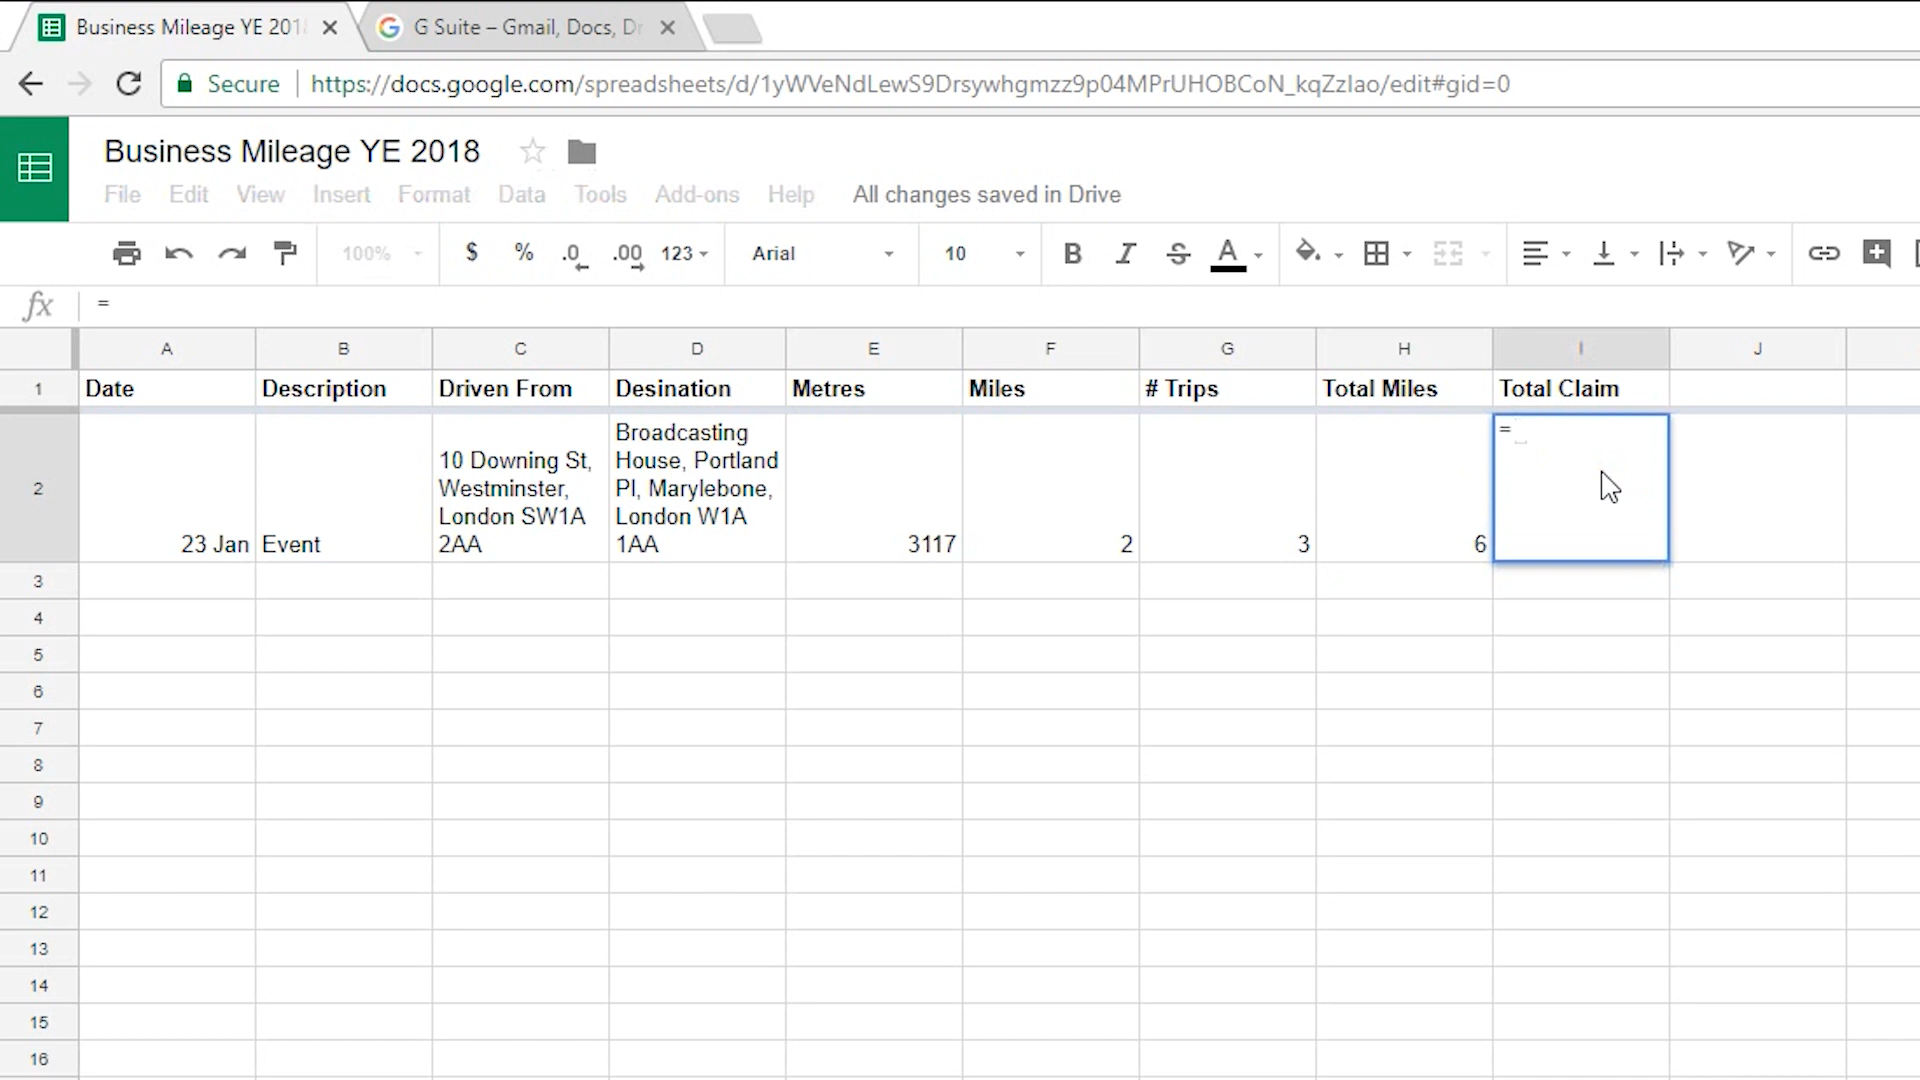 Business Mileage YE 201
G Suite – Gmail, Docs, Dr
Secure https://docs.google.com/spreadsheets/d/1yWVeNdLewS9Drsywhgmzz9p04MPrUHOBCoN_kqZzIao/edit#gid=0
Business Mileage YE 2018
File Edit View Insert Format Data Tools Add-ons Help All changes saved in Drive
100% $ % .0 .00 123 Arial 10 B I S A
fx =
A B C D E F G H I J
1 Date Description Driven From Desination Metres Miles # Trips Total Miles Total Claim
2 23 Jan Event
10 Downing St,
Westminster,
London SW1A
2AA
Broadcasting
House, Portland
Pl, Marylebone,
London W1A
1AA
3117 2 3 6 =
3
4
5
6
7
8
9
10
11
12
13
14
15
16